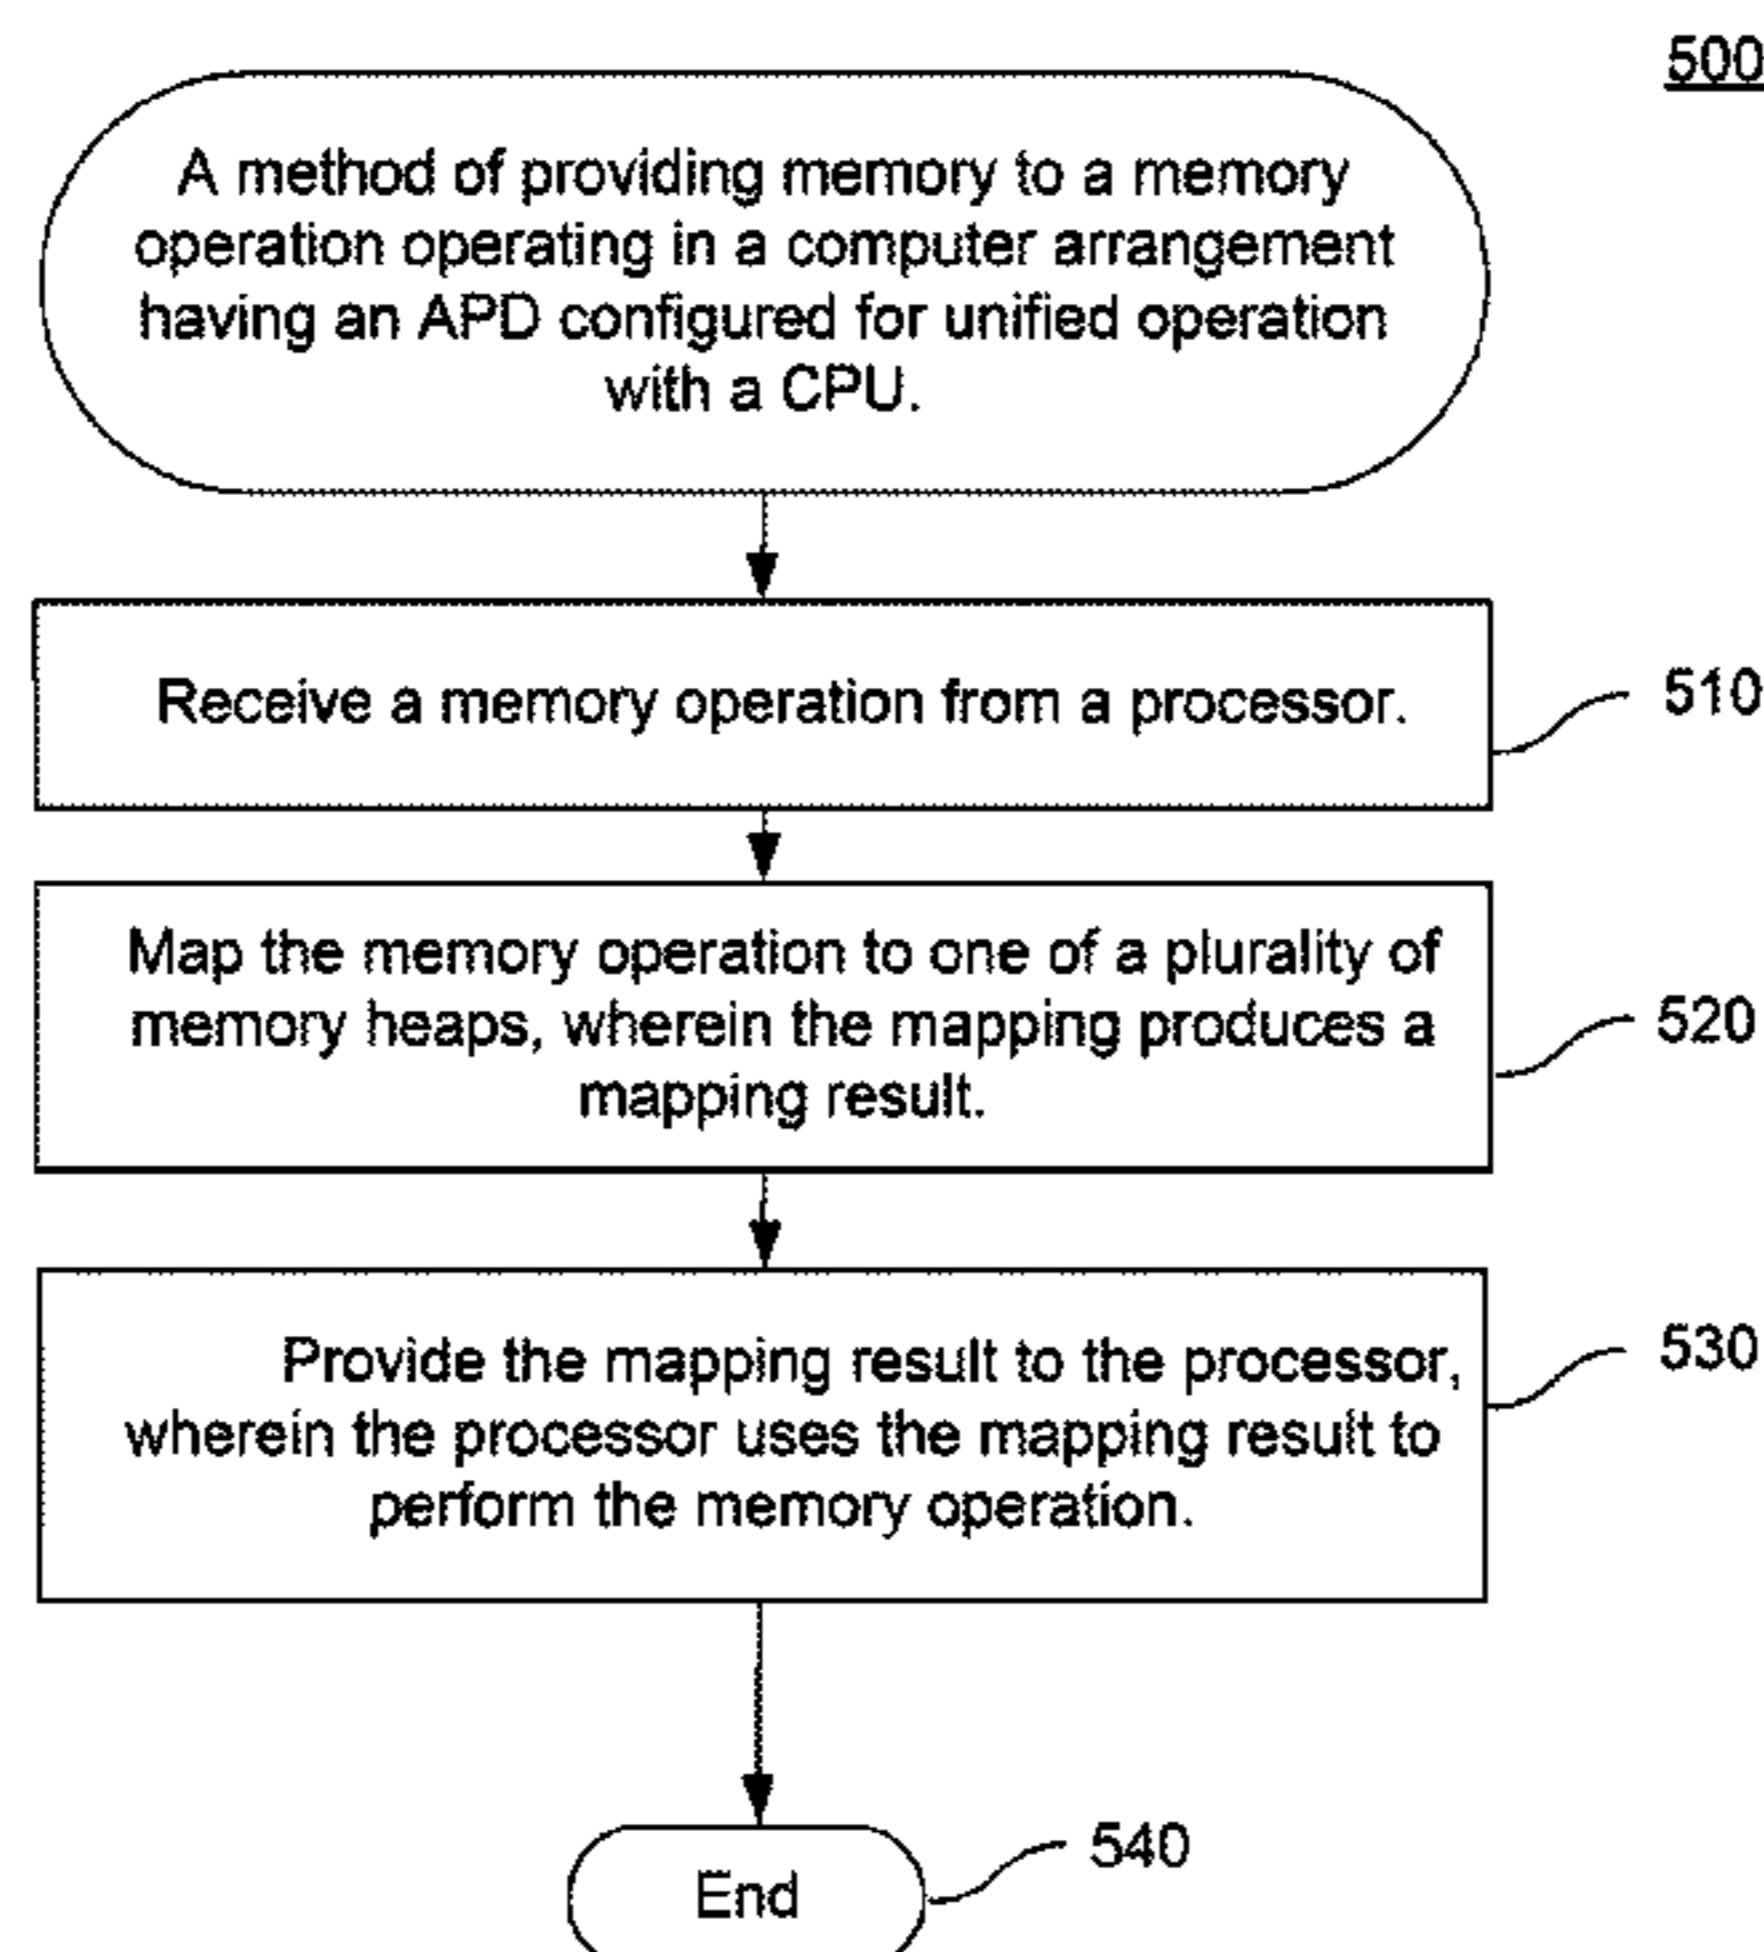 500
A method of providing memory to a memory
operation operating in a computer arrangement
having an APD configured for unified operation
with a CPU.
Receive a memory operation from a processor.
510
Map the memory operation to one of a plurality of
memory heaps, wherein the mapping produces a
mapping result.
520
Provide the mapping result to the processor,
wherein the processor uses the mapping result to
perform the memory operation.
530
End
540